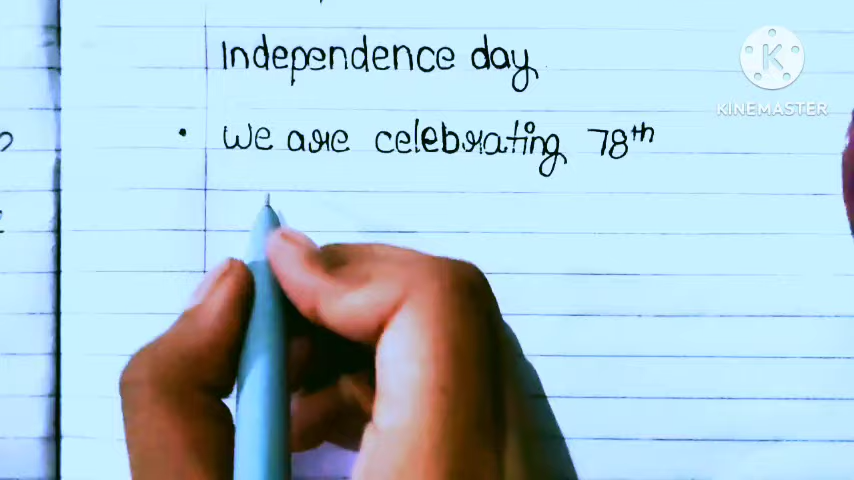 Independence day
• We are celebrating 78th
K
KINEMASTER